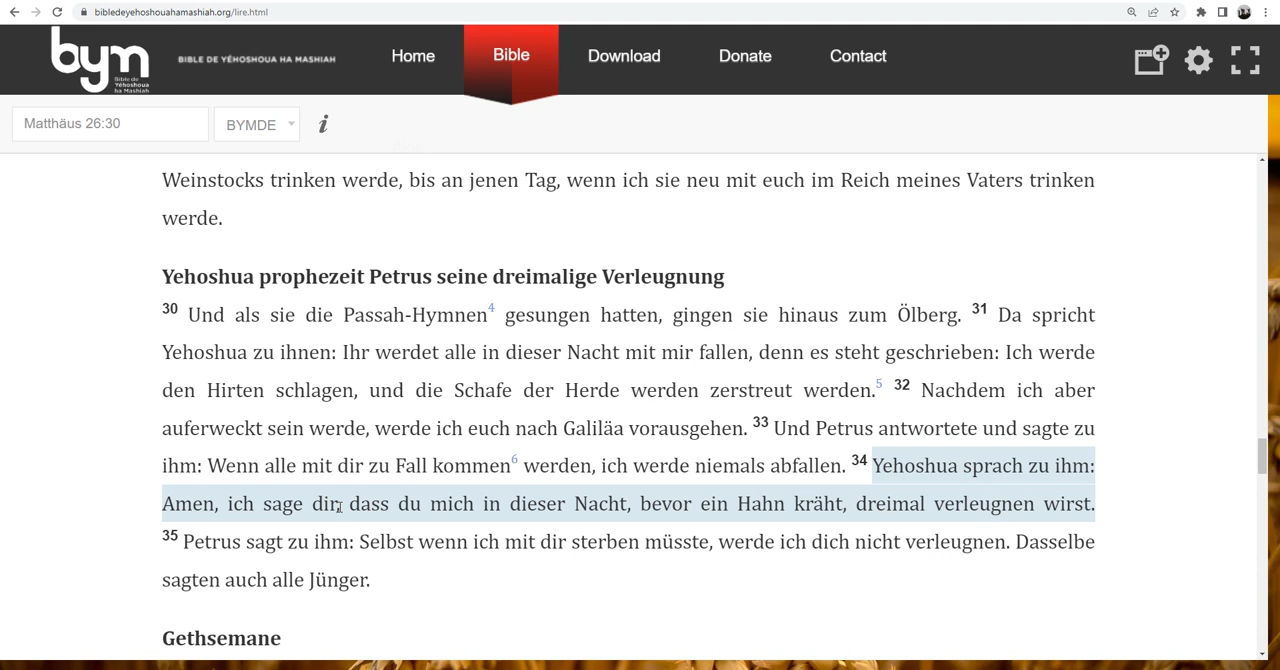 bibledeyehoshouahamashiah.org/lire.html
bym
Bible de
Yéhoshoua
ha Mashiah
BIBLE DE YÉHOSHOUA HA MASHIAH
Home
Bible
Download
Donate
Contact
Matthäus 26:30
BYMDE
i
Weinstocks trinken werde, bis an jenen Tag, wenn ich sie neu mit euch im Reich meines Vaters trinken
werde.
Yehoshua prophezeit Petrus seine dreimalige Verleugnung
30 Und als sie die Passah-Hymnen4 gesungen hatten, gingen sie hinaus zum Ölberg. 31 Da spricht
Yehoshua zu ihnen: Ihr werdet alle in dieser Nacht mit mir fallen, denn es steht geschrieben: Ich werde
den Hirten schlagen, und die Schafe der Herde werden zerstreut werden.5 32 Nachdem ich aber
auferweckt sein werde, werde ich euch nach Galiläa vorausgehen. 33 Und Petrus antwortete und sagte zu
ihm: Wenn alle mit dir zu Fall kommen6 werden, ich werde niemals abfallen. 34 Yehoshua sprach zu ihm:
Amen, ich sage dir, dass du mich in dieser Nacht, bevor ein Hahn kräht, dreimal verleugnen wirst.
35 Petrus sagt zu ihm: Selbst wenn ich mit dir sterben müsste, werde ich dich nicht verleugnen. Dasselbe
sagten auch alle Jünger.
Gethsemane